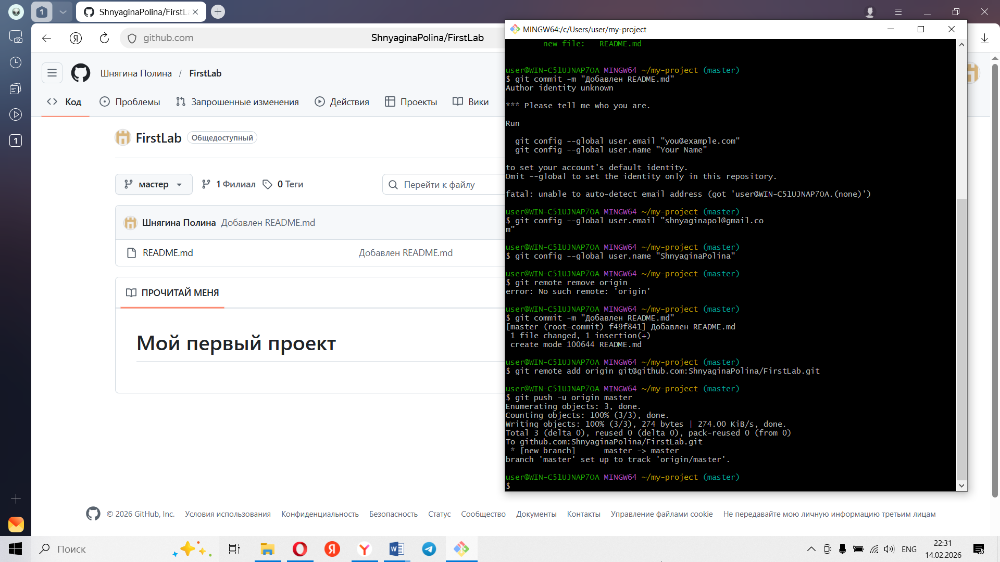 1
ShnyaginaPolina/FirstL
github.com
ShnyaginaPolina/FirstLab
1
Шнягина Полина / FirstLab
Код
Проблемы
Запрошенные изменения
Действия
Проекты
Вики
FirstLab
Общедоступный
мастер
1 Филиал
0 Теги
Перейти к файлу
Шнягина Полина Добавлен README.md
README.md
Добавлен README.md
ПРОЧИТАЙ МЕНЯ
Мой первый проект
© 2026 GitHub, Inc.
Условия использования
Конфиденциальность
Безопасность
Статус
Сообщество
Документы
Контакты
Управление файлами cookie
Не передавайте мою личную информацию третьим лицам
MINGW64:/c/Users/user/my-project
new file:   README.md
user@WIN-C51UJNAP7OA MINGW64 ~/my-project (master)
$ git commit -m "Добавлен README.md"
Author identity unknown
*** Please tell me who you are.
Run
git config --global user.email "you@example.com"
git config --global user.name "Your Name"
to set your account's default identity.
Omit --global to set the identity only in this repository.
fatal: unable to auto-detect email address (got 'user@WIN-C51UJNAP7OA.(none)')
user@WIN-C51UJNAP7OA MINGW64 ~/my-project (master)
$ git config --global user.email "shnyaginapol@gmail.co
m"
user@WIN-C51UJNAP7OA MINGW64 ~/my-project (master)
$ git config --global user.name "ShnyaginaPolina"
user@WIN-C51UJNAP7OA MINGW64 ~/my-project (master)
$ git remote remove origin
error: No such remote: 'origin'
user@WIN-C51UJNAP7OA MINGW64 ~/my-project (master)
$ git commit -m "Добавлен README.md"
[master (root-commit) f49f841] Добавлен README.md
1 file changed, 1 insertion(+)
create mode 100644 README.md
user@WIN-C51UJNAP7OA MINGW64 ~/my-project (master)
$ git remote add origin git@github.com:ShnyaginaPolina/FirstLab.git
user@WIN-C51UJNAP7OA MINGW64 ~/my-project (master)
$ git push -u origin master
Enumerating objects: 3, done.
Counting objects: 100% (3/3), done.
Writing objects: 100% (3/3), 274 bytes | 274.00 KiB/s, done.
Total 3 (delta 0), reused 0 (delta 0), pack-reused 0 (from 0)
To github.com:ShnyaginaPolina/FirstLab.git
* [new branch]      master -> master
branch 'master' set up to track 'origin/master'.
user@WIN-C51UJNAP7OA MINGW64 ~/my-project (master)
$
Поиск
ENG
22:31
14.02.2026